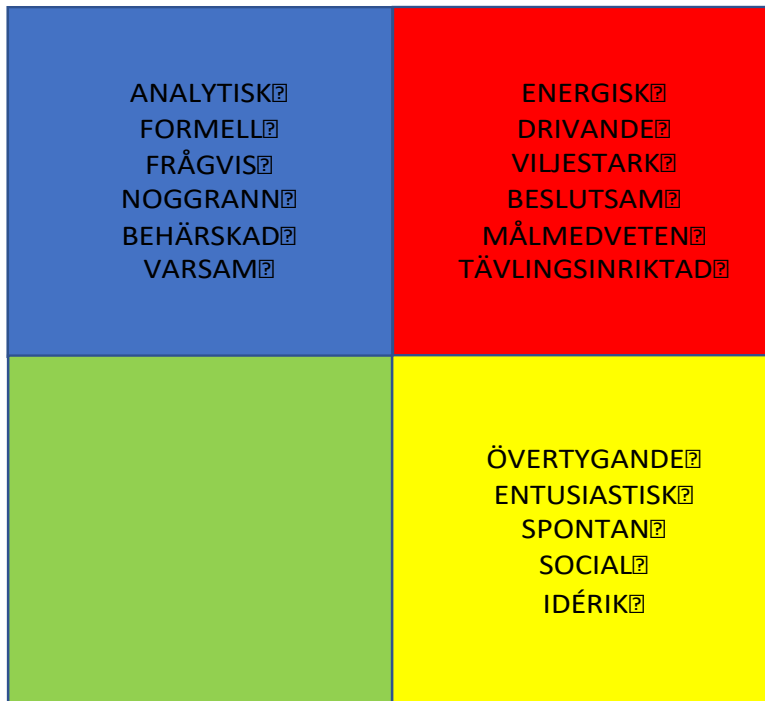 ANALYTISK
FORMELL
FRÅGVIS
NOGGRANN
BEHÄRSKAD
VARSAM
ENERGISK
DRIVANDE
VILJESTARK
BESLUTSAM
MÅLMEDVETEN
TÄVLINGSINRIKTAD
ÖVERTYGANDE
ENTUSIASTISK
SPONTAN
SOCIAL
IDÉRIK